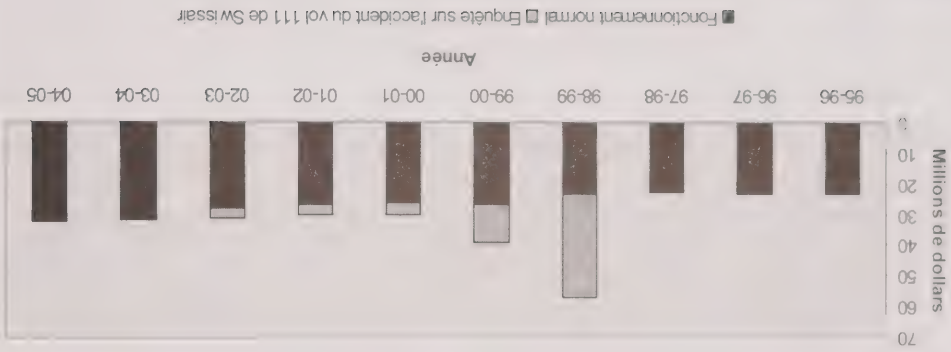 Millions de dollars
70
60
50
40
30
20
10
0
95-96 96-97 97-98 98-99 99-00 00-01 01-02 02-03 03-04 04-05
Année
Fonctionnement normal Enquête sur l'accident du vol 111 de Swissair